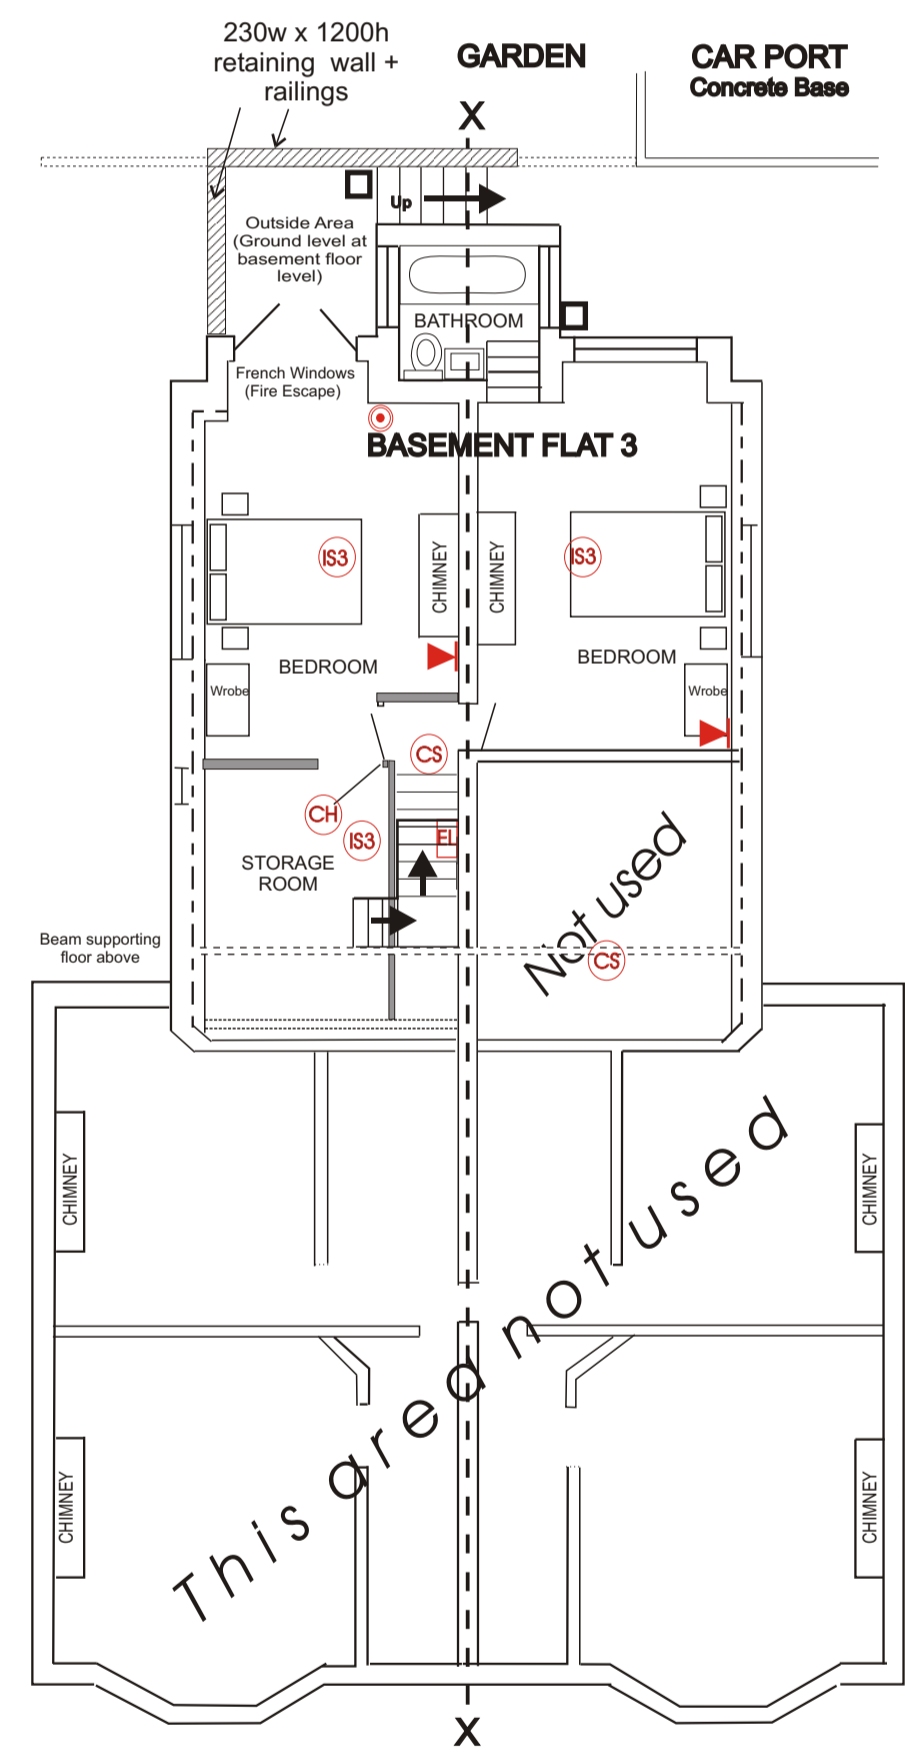 230w x 1200h
retaining wall +
railings
GARDEN
CAR PORT
Concrete Base
X
Up
Outside Area
(Ground level at
basement floor
level)
BATHROOM
French Windows
(Fire Escape)
BASEMENT FLAT 3
IS3
IS3
CHIMNEY
CHIMNEY
BEDROOM
BEDROOM
Wrobe
Wrobe
CS
CH
IS3
EL
STORAGE
ROOM
Not used
Beam supporting
floor above
CS
CHIMNEY
CHIMNEY
This area not used
CHIMNEY
CHIMNEY
X